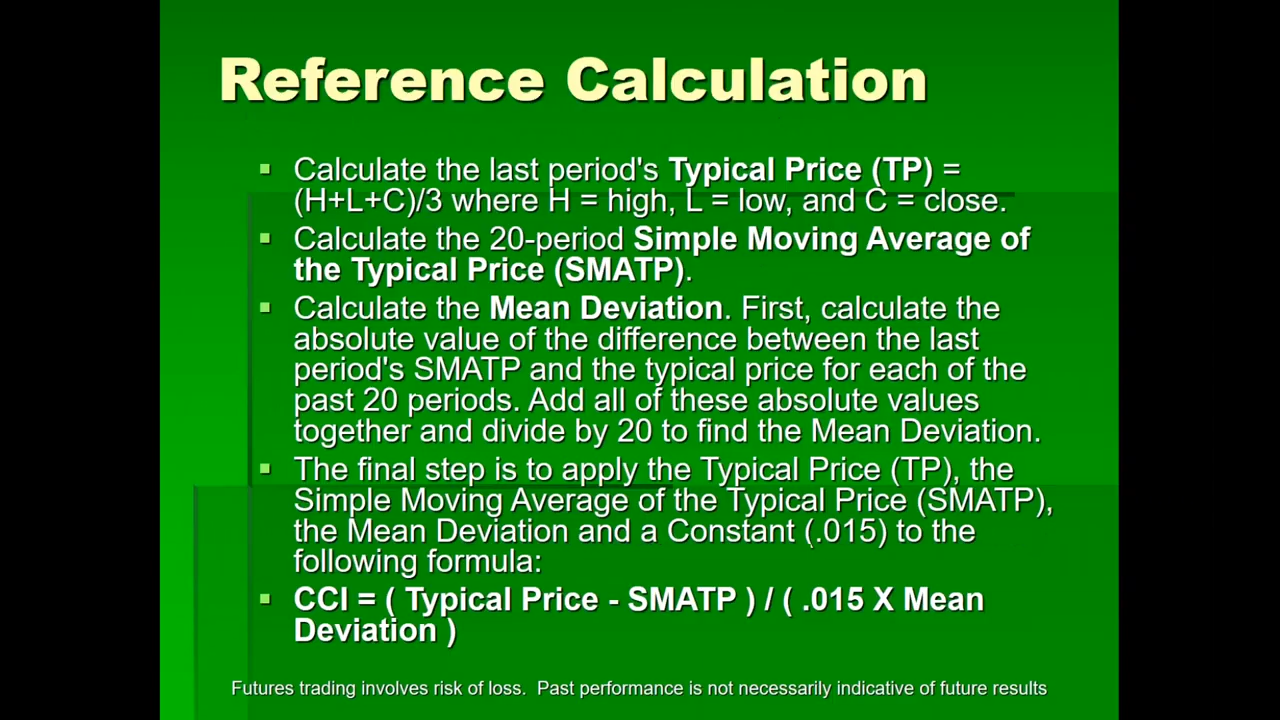 Reference Calculation
Calculate the last period's Typical Price (TP) =
(H+L+C)/3 where H = high, L = low, and C = close.
Calculate the 20-period Simple Moving Average of
the Typical Price (SMATP).
Calculate the Mean Deviation. First, calculate the
absolute value of the difference between the last
period's SMATP and the typical price for each of the
past 20 periods. Add all of these absolute values
together and divide by 20 to find the Mean Deviation.
The final step is to apply the Typical Price (TP), the
Simple Moving Average of the Typical Price (SMATP),
the Mean Deviation and a Constant (.015) to the
following formula:
CCI = ( Typical Price - SMATP ) / ( .015 X Mean
Deviation )
Futures trading involves risk of loss.  Past performance is not necessarily indicative of future results